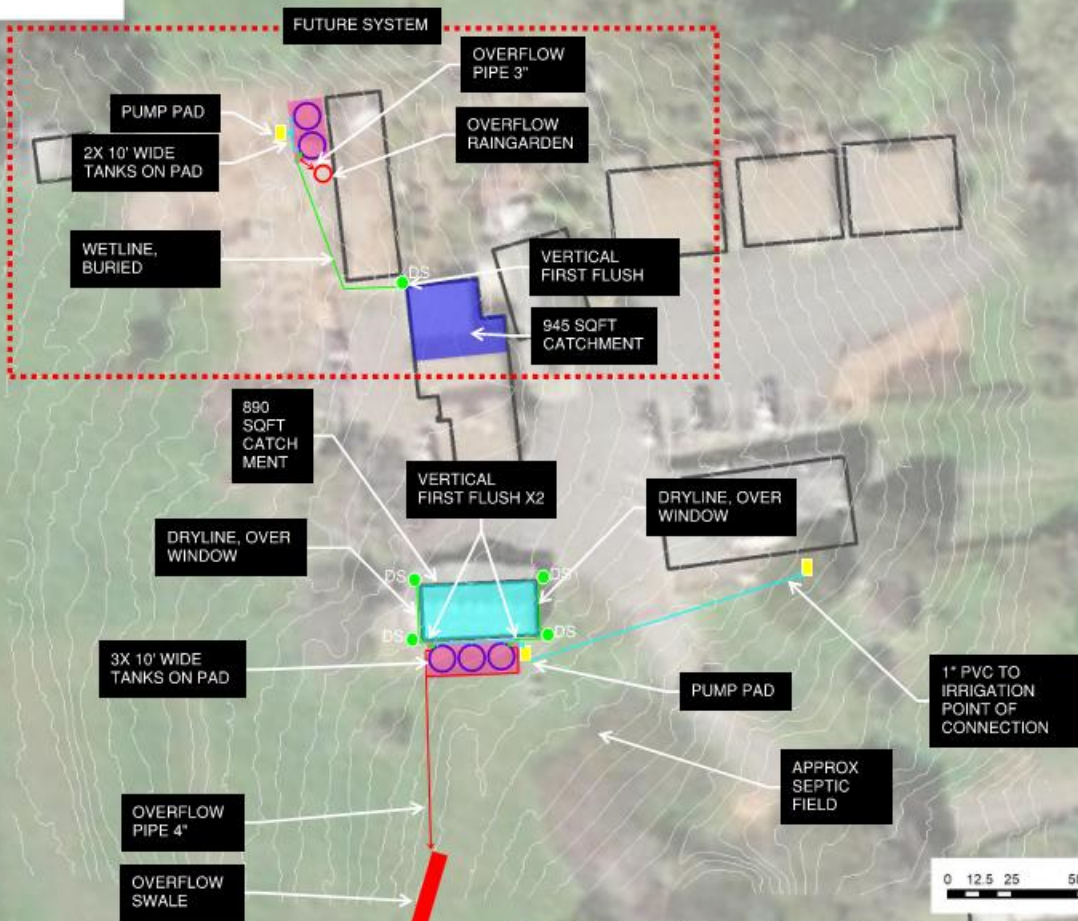 FUTURE SYSTEM
OVERFLOW
PIPE 3"
PUMP PAD
OVERFLOW
RAINGARDEN
2X 10' WIDE
TANKS ON PAD
WETLINE,
BURIED
VERTICAL
FIRST FLUSH
DS
945 SQFT
CATCHMENT
890
SQFT
CATCH
MENT
VERTICAL
FIRST FLUSH X2
DRYLINE, OVER
WINDOW
DRYLINE, OVER
WINDOW
DS
DS
DS
DS
3X 10' WIDE
TANKS ON PAD
PUMP PAD
1" PVC TO
IRRIGATION
POINT OF
CONNECTION
APPROX
SEPTIC
FIELD
OVERFLOW
PIPE 4"
OVERFLOW
SWALE
0 12.5 25